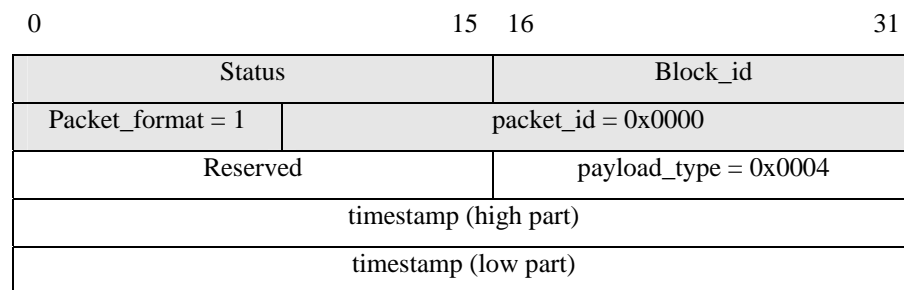 0 15 16 31
Status Block_id
Packet_format = 1 packet_id = 0x0000
Reserved payload_type = 0x0004
timestamp (high part)
timestamp (low part)